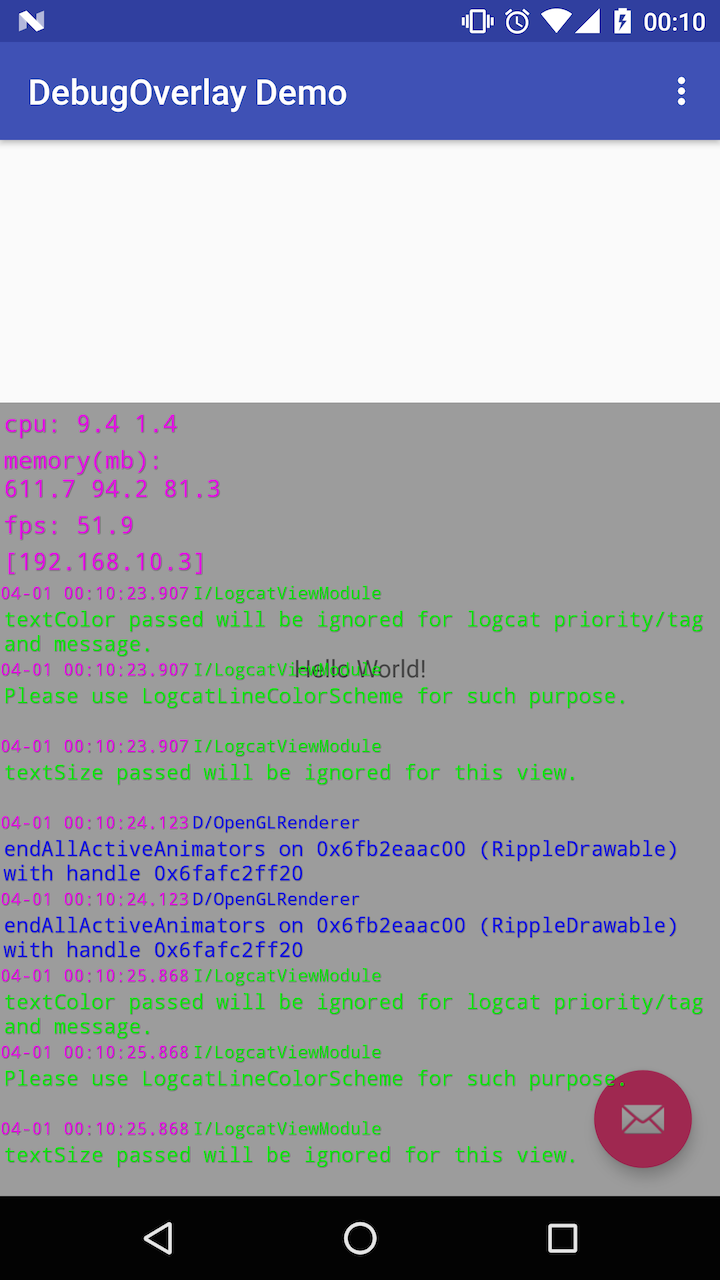 00:10
DebugOverlay Demo
cpu: 9.4 1.4
memory(mb):
611.7 94.2 81.3
fps: 51.9
[192.168.10.3]
04-01 00:10:23.907 I/LogcatViewModule
textColor passed will be ignored for logcat priority/tag
and message.
04-01 00:10:23.907 I/LogcatViewModule
Hello World!
Please use LogcatLineColorScheme for such purpose.
04-01 00:10:23.907 I/LogcatViewModule
textSize passed will be ignored for this view.
04-01 00:10:24.123 D/OpenGLRenderer
endAllActiveAnimators on 0x6fb2eaac00 (RippleDrawable)
with handle 0x6fafc2ff20
04-01 00:10:24.123 D/OpenGLRenderer
endAllActiveAnimators on 0x6fb2eaac00 (RippleDrawable)
with handle 0x6fafc2ff20
04-01 00:10:25.868 I/LogcatViewModule
textColor passed will be ignored for logcat priority/tag
and message.
04-01 00:10:25.868 I/LogcatViewModule
Please use LogcatLineColorScheme for such purpose.
04-01 00:10:25.868 I/LogcatViewModule
textSize passed will be ignored for this view.